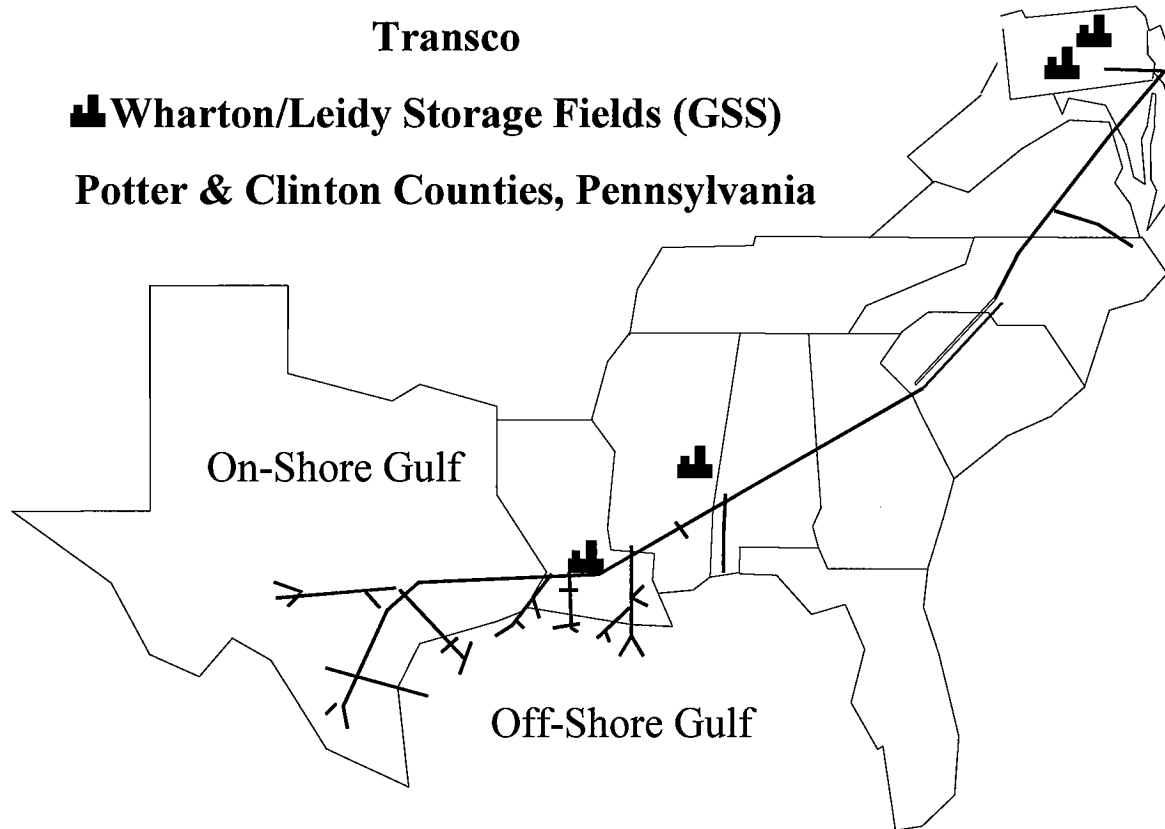 Transco
Wharton/Leidy Storage Fields (GSS)
Potter & Clinton Counties, Pennsylvania
On-Shore Gulf
Off-Shore Gulf